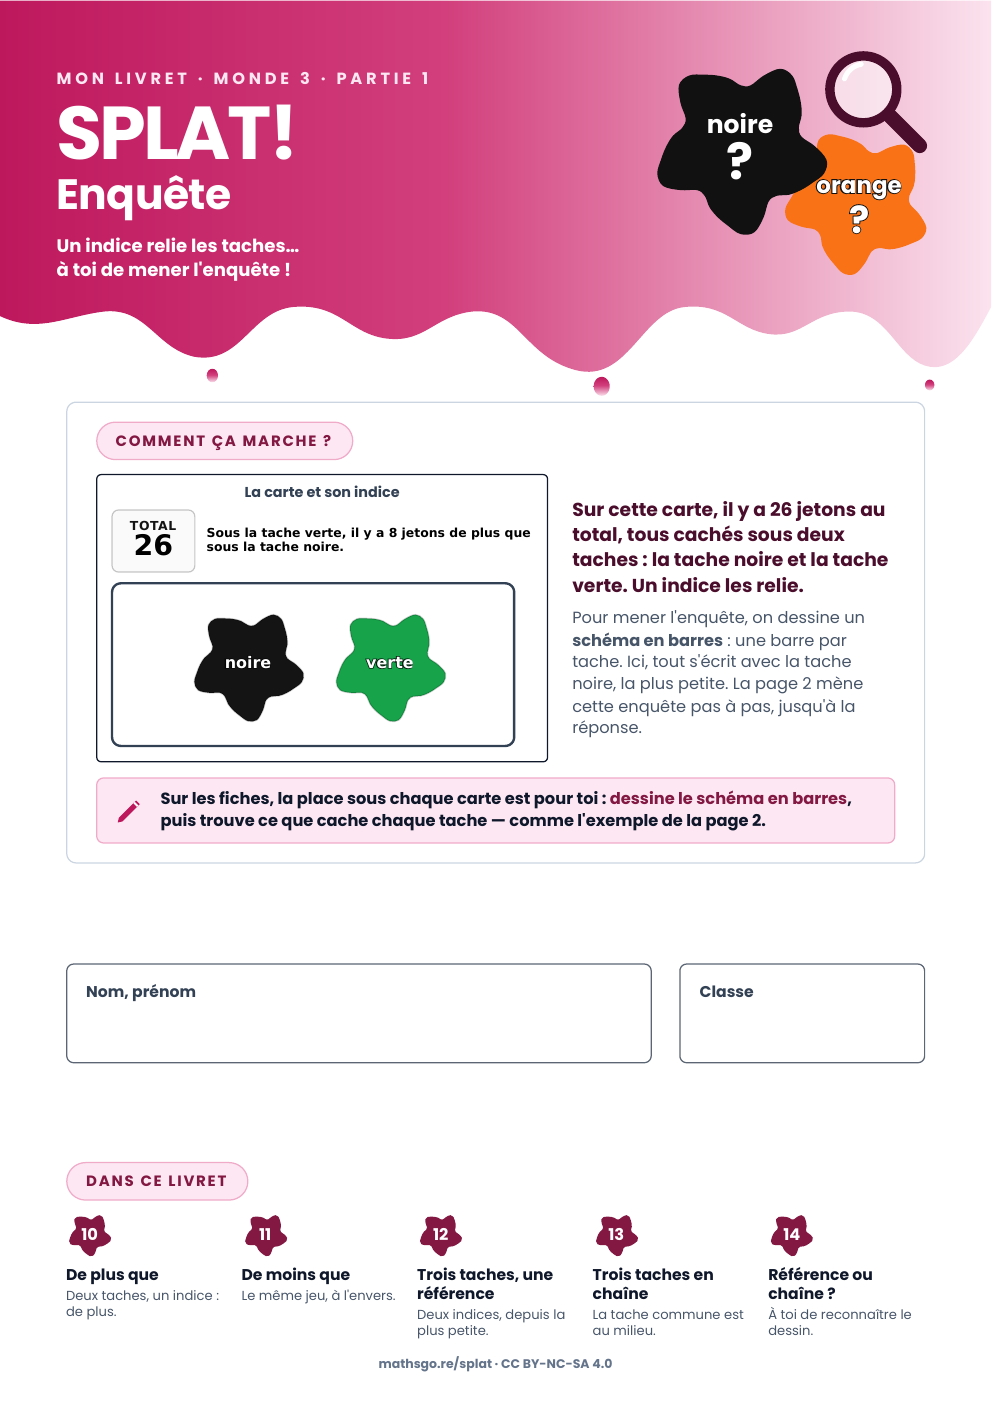 MON LIVRET · MONDE 3 · PARTIE 1
SPLAT!
Enquête
Un indice relie les taches...
à toi de mener l'enquête !
noire
?
orange
?
COMMENT ÇA MARCHE ?
La carte et son indice
TOTAL
26
Sous la tache verte, il y a 8 jetons de plus que
sous la tache noire.
noire
verte
Sur cette carte, il y a 26 jetons au
total, tous cachés sous deux
taches : la tache noire et la tache
verte. Un indice les relie.
Pour mener l'enquête, on dessine un
schéma en barres : une barre par
tache. Ici, tout s'écrit avec la tache
noire, la plus petite. La page 2 mène
cette enquête pas à pas, jusqu'à la
réponse.
Sur les fiches, la place sous chaque carte est pour toi : dessine le schéma en barres,
puis trouve ce que cache chaque tache — comme l'exemple de la page 2.
Nom, prénom
Classe
DANS CE LIVRET
10
De plus que
Deux taches, un indice :
de plus.
11
De moins que
Le même jeu, à l'envers.
12
Trois taches, une
référence
Deux indices, depuis la
plus petite.
13
Trois taches en
chaîne
La tache commune est
au milieu.
14
Référence ou
chaîne ?
À toi de reconnaître le
dessin.
mathsgo.re/splat · CC BY-NC-SA 4.0